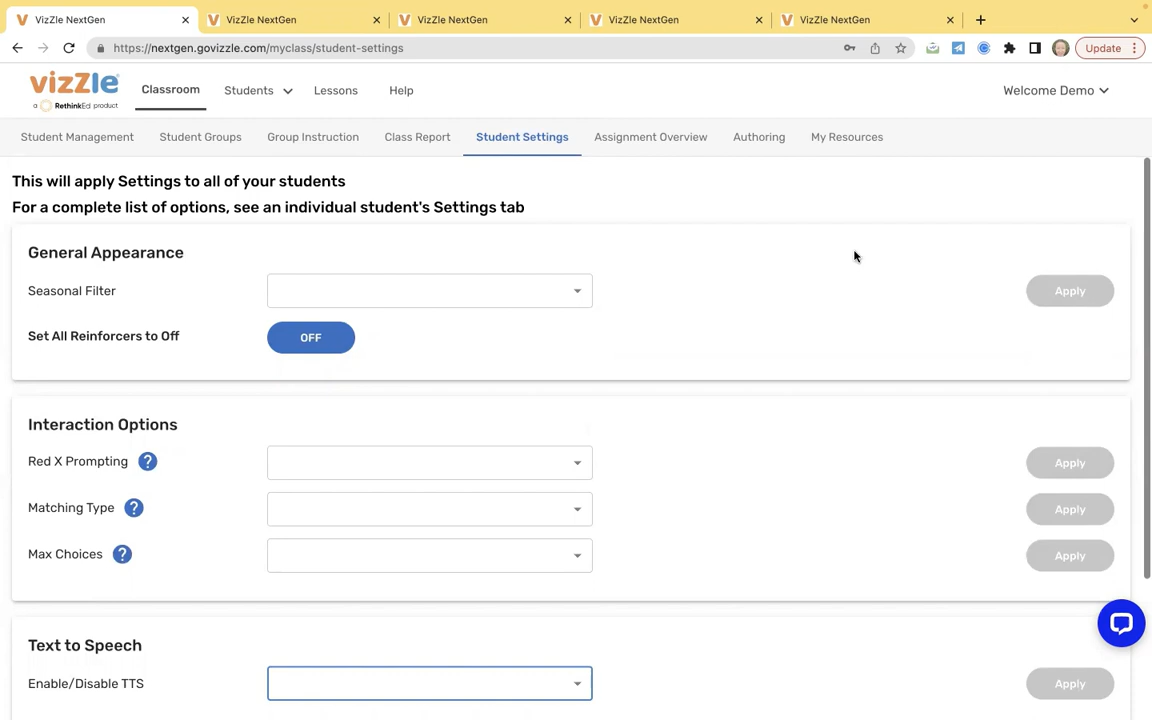 VizZle NextGen
VizZle NextGen
VizZle NextGen
VizZle NextGen
VizZle NextGen
https://nextgen.govizzle.com/myclass/student-settings
Update
vizZle
a RethinkEd product
Classroom
Students
Lessons
Help
Welcome Demo
Student Management
Student Groups
Group Instruction
Class Report
Student Settings
Assignment Overview
Authoring
My Resources
This will apply Settings to all of your students
For a complete list of options, see an individual student's Settings tab
General Appearance
Seasonal Filter
Apply
Set All Reinforcers to Off
OFF
Interaction Options
Red X Prompting ?
Apply
Matching Type ?
Apply
Max Choices ?
Apply
Text to Speech
Enable/Disable TTS
Apply